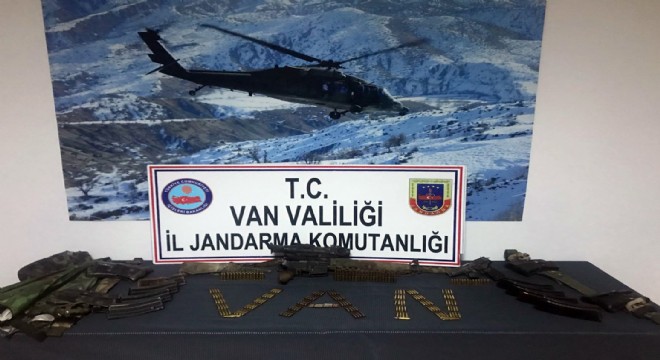 T.C.
VAN VALİLİĞİ
İL JANDARMA KOMUTANLIĞI
VAN